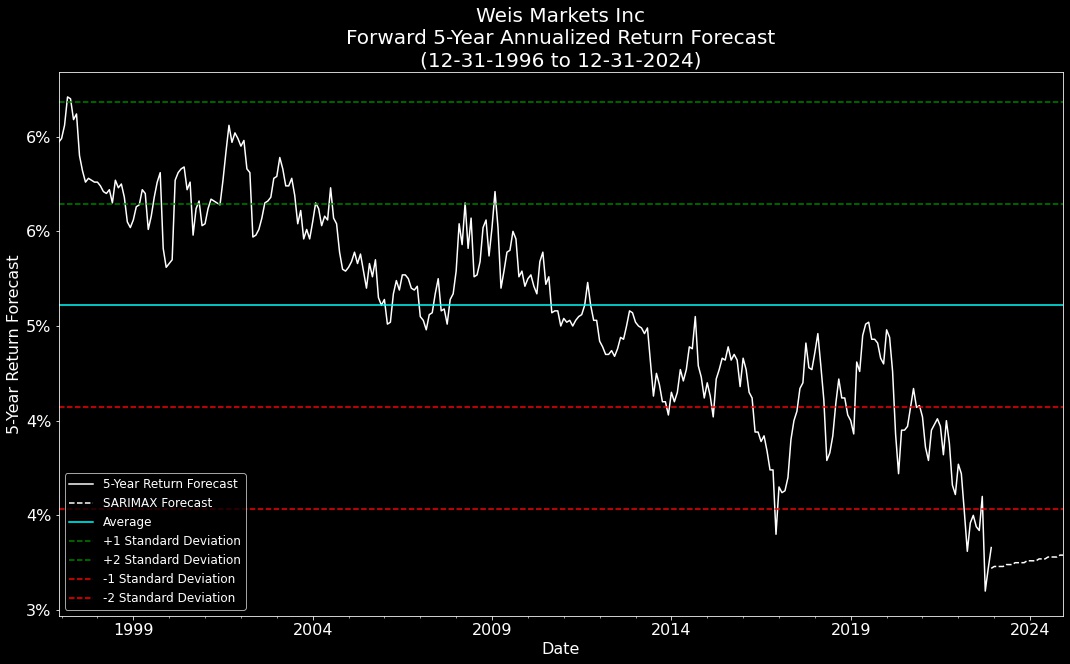 Weis Markets Inc
Forward 5-Year Annualized Return Forecast
(12-31-1996 to 12-31-2024)
5-Year Return Forecast
6%
6%
5%
4%
4%
3%
5-Year Return Forecast
SARIMAX Forecast
Average
+1 Standard Deviation
+2 Standard Deviation
-1 Standard Deviation
-2 Standard Deviation
1999 2004 2009 2014 2019 2024
Date